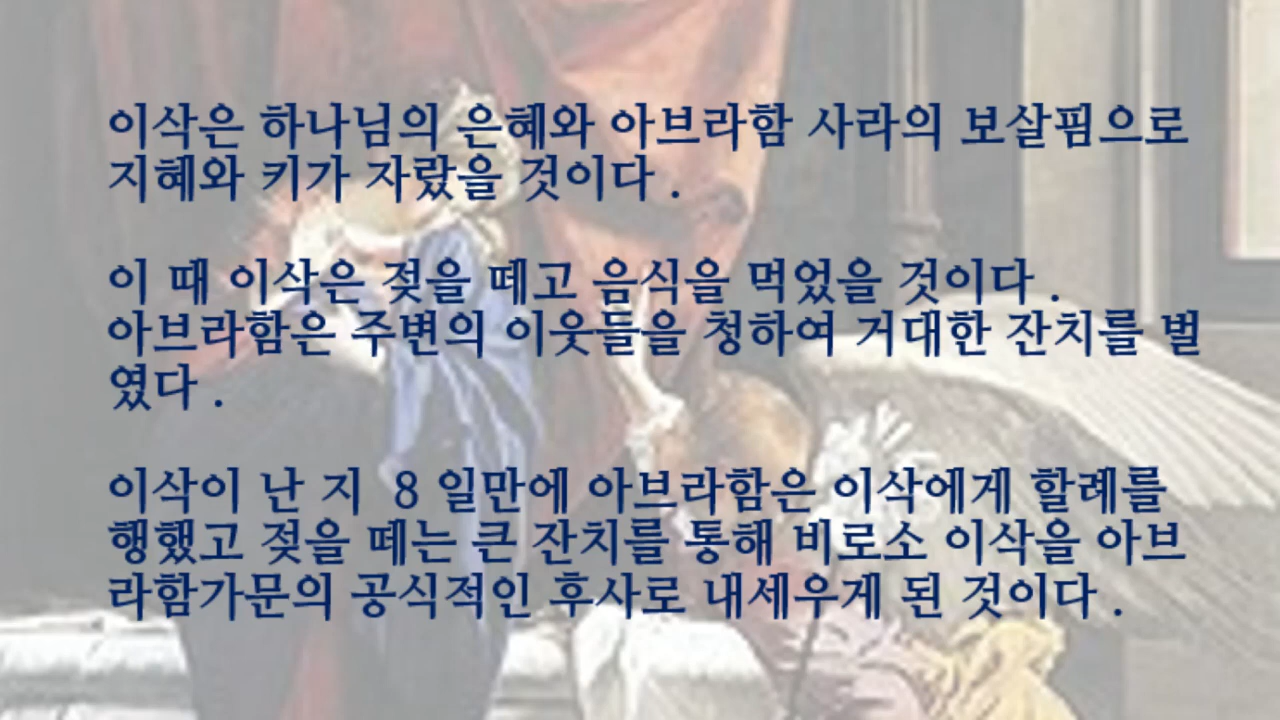 이삭은 하나님의 은혜와 아브라함 사라의 보살핌으로
지혜와 키가 자랐을 것이다 .
이 때 이삭은 젖을 떼고 음식을 먹었을 것이다 .
아브라함은 주변의 이웃들을 청하여 거대한 잔치를 벌
였다 .
이삭이 난 지 8 일만에 아브라함은 이삭에게 할례를
행했고 젖을 떼는 큰 잔치를 통해 비로소 이삭을 아브
라함가문의 공식적인 후사로 내세우게 된 것이다 .